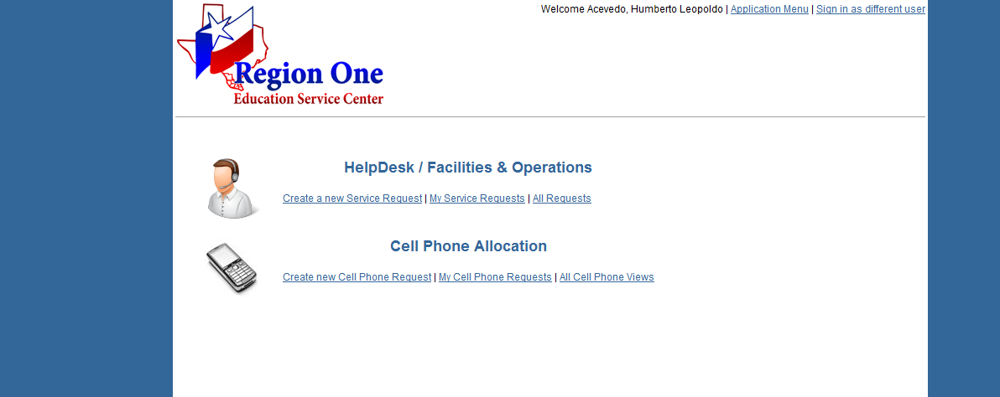 Welcome Acevedo, Humberto Leopoldo | Application Menu | Sign in as different user
Region One
Education Service Center
HelpDesk / Facilities & Operations
Create a new Service Request | My Service Requests | All Requests
Cell Phone Allocation
Create new Cell Phone Request | My Cell Phone Requests | All Cell Phone Views